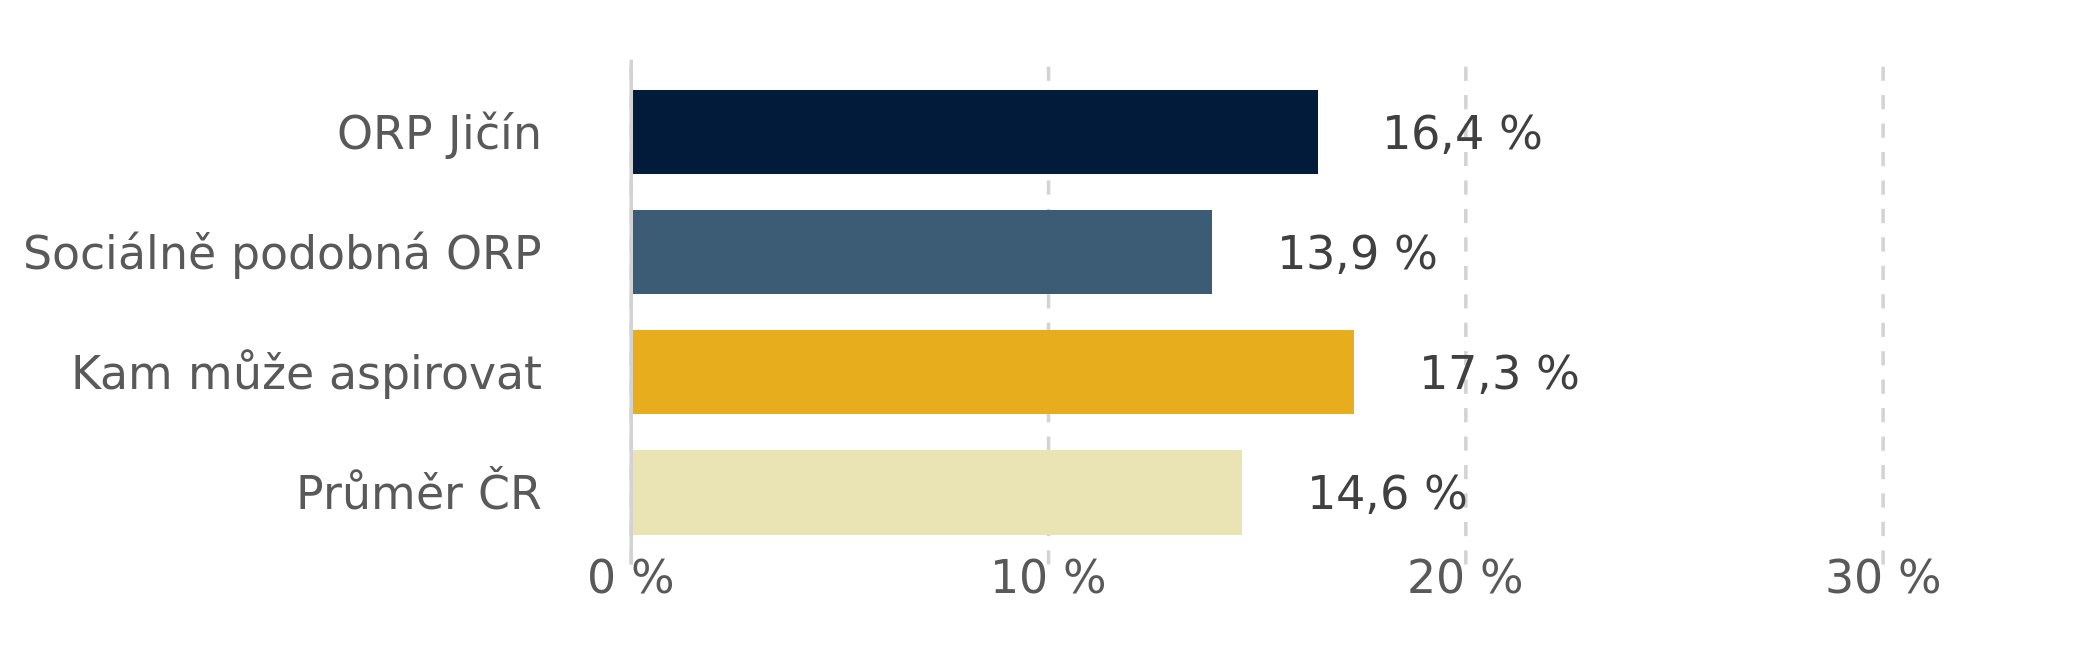 ORP Jičín
16,4 %
Sociálně podobná ORP
13,9 %
Kam může aspirovat
17,3 %
Průměr ČR
14,6 %
0 %
10 %
20 %
30 %